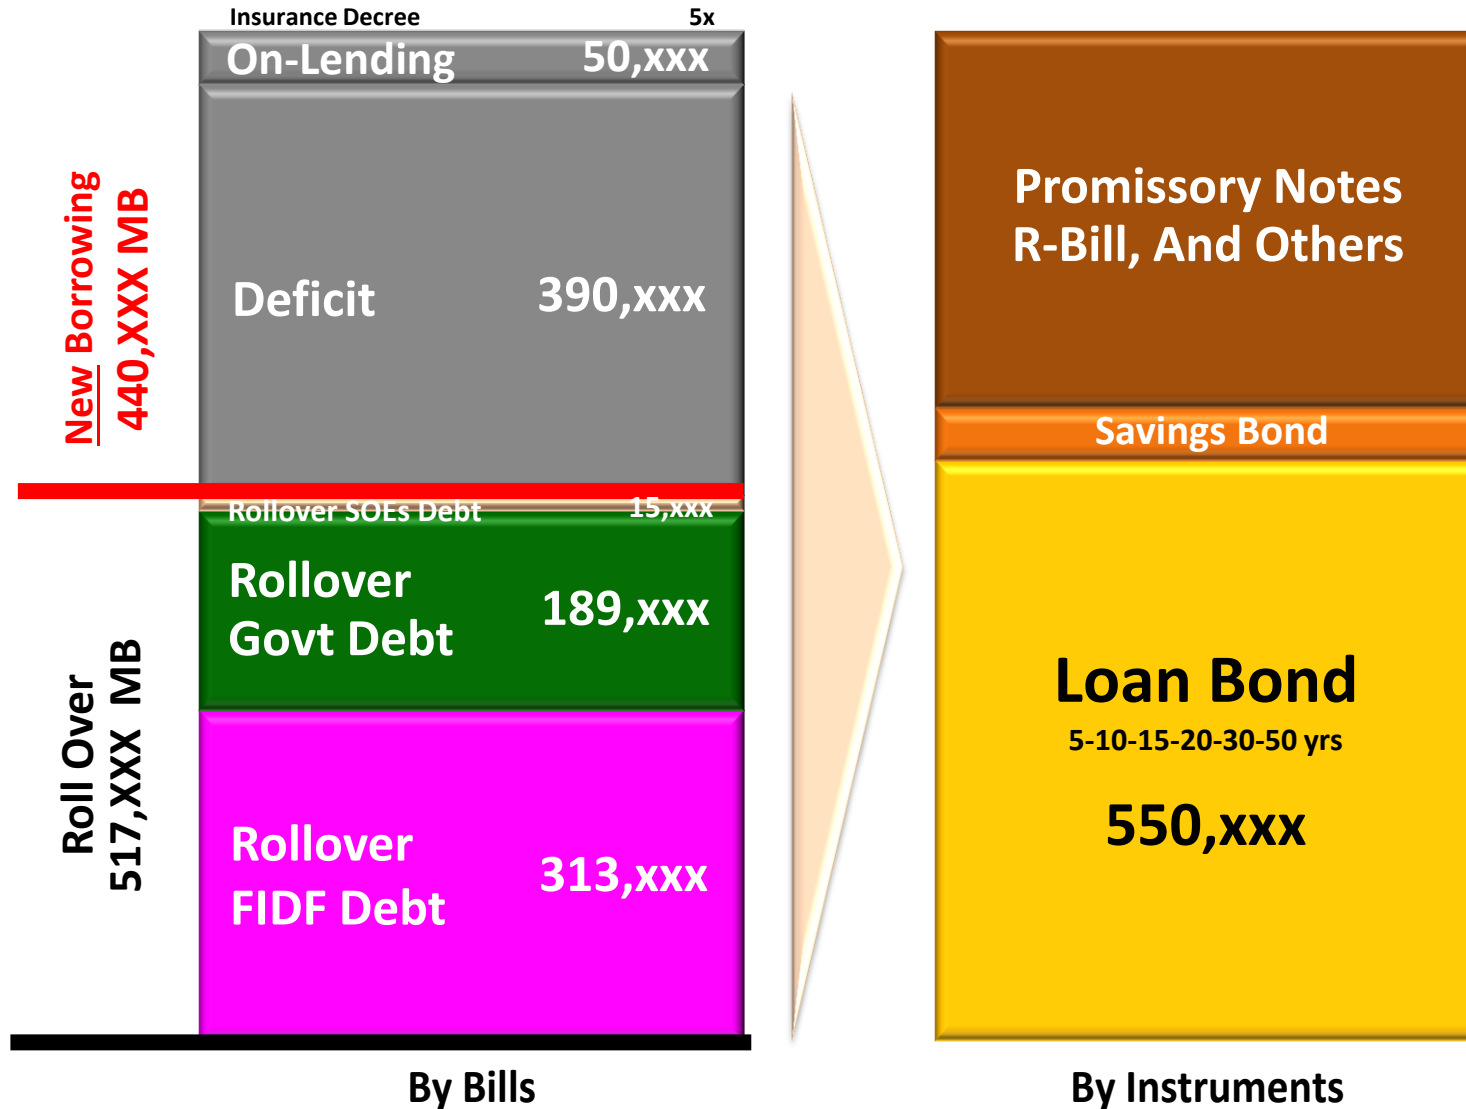 Insurance Decree 5x
On-Lending 50,xxx
Deficit 390,xxx
New Borrowing
440,XXX MB
Rollover SOEs Debt 15,xxx
Rollover
Govt Debt 189,xxx
Roll Over
517,XXX MB
Rollover
FIDF Debt 313,xxx
By Bills
Promissory Notes
R-Bill, And Others
Savings Bond
Loan Bond
5-10-15-20-30-50 yrs
550,xxx
By Instruments